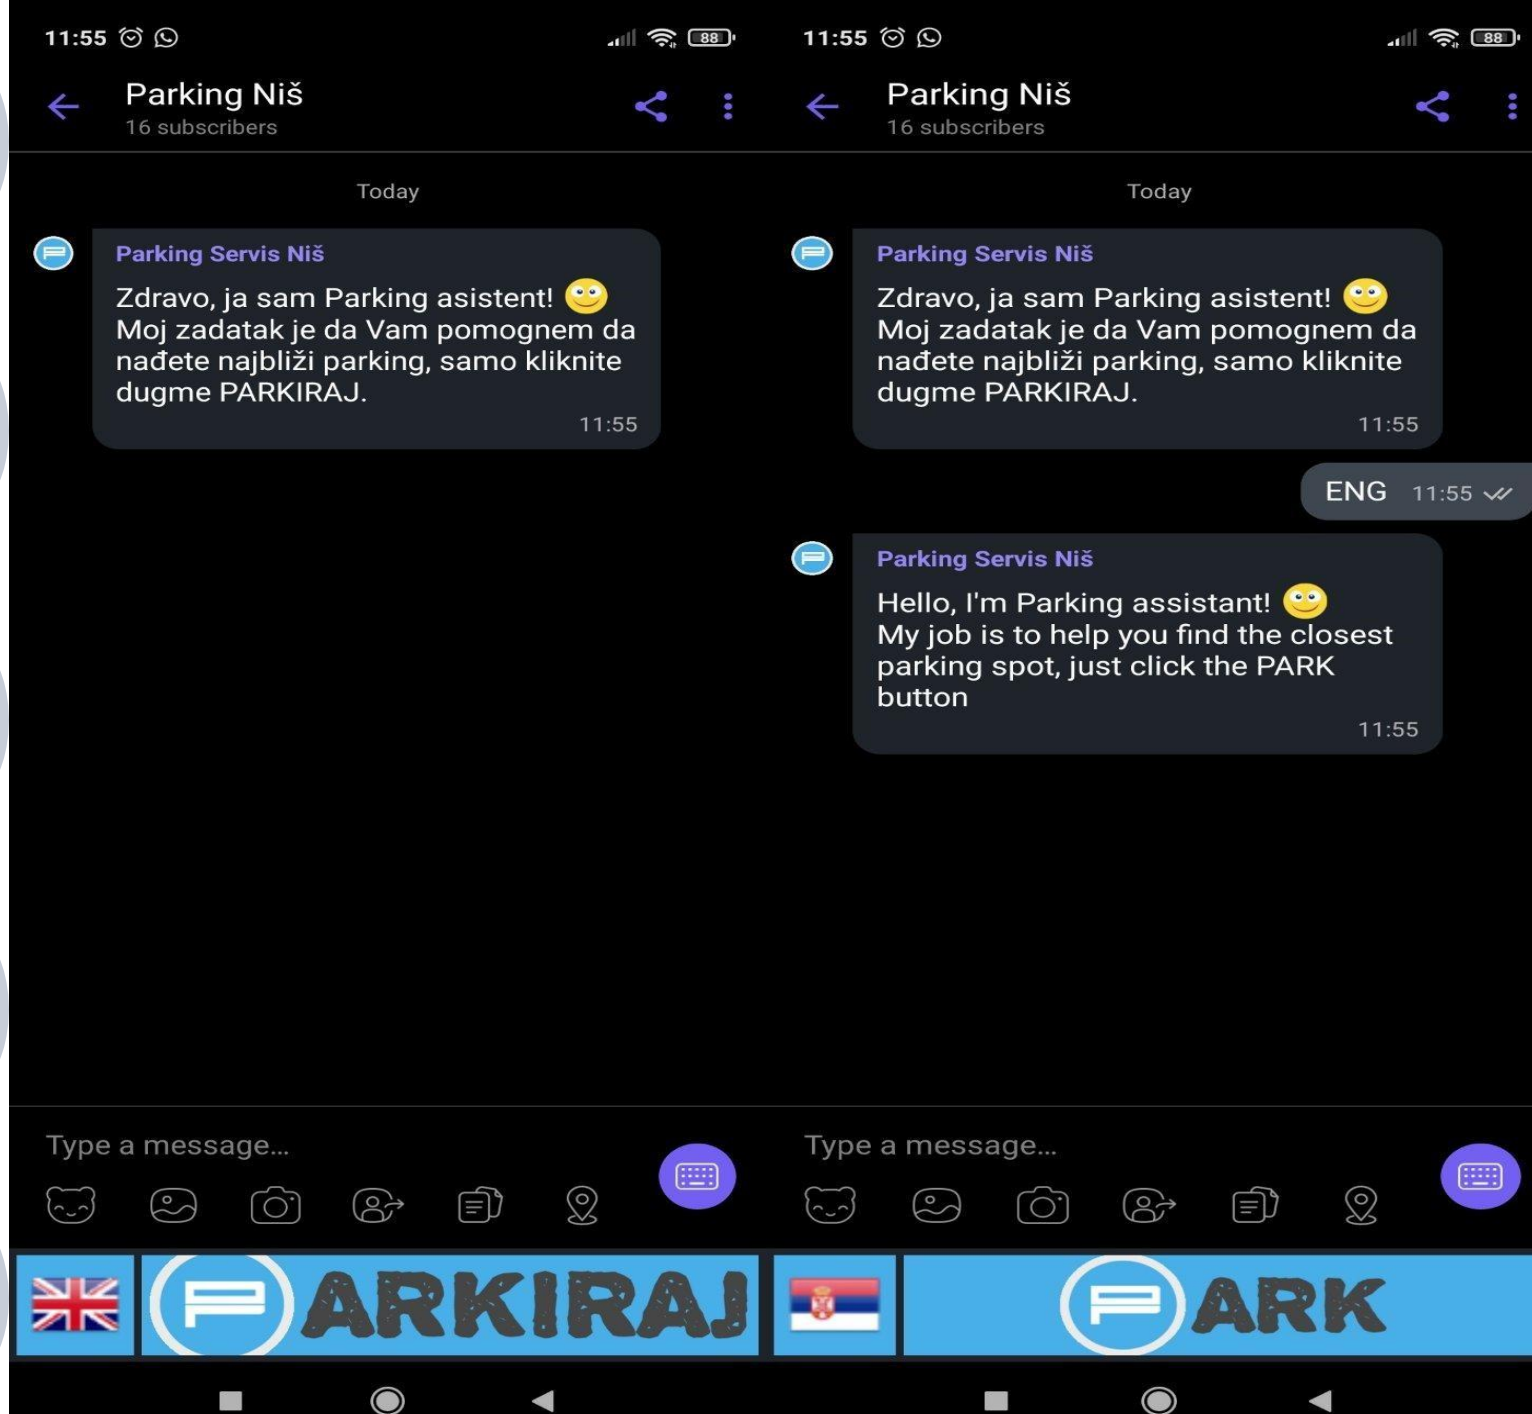 11:55
88
Parking Niš
16 subscribers
Today
Parking Servis Niš
Zdravo, ja sam Parking asistent!
Moj zadatak je da Vam pomognem da
nađete najbliži parking, samo kliknite
dugme PARKIRAJ.
11:55
Type a message...
PARKIRAJ
11:55
88
Parking Niš
16 subscribers
Today
Parking Servis Niš
Zdravo, ja sam Parking asistent!
Moj zadatak je da Vam pomognem da
nađete najbliži parking, samo kliknite
dugme PARKIRAJ.
11:55
ENG 11:55
Parking Servis Niš
Hello, I'm Parking assistant!
My job is to help you find the closest
parking spot, just click the PARK
button
11:55
Type a message...
PARK